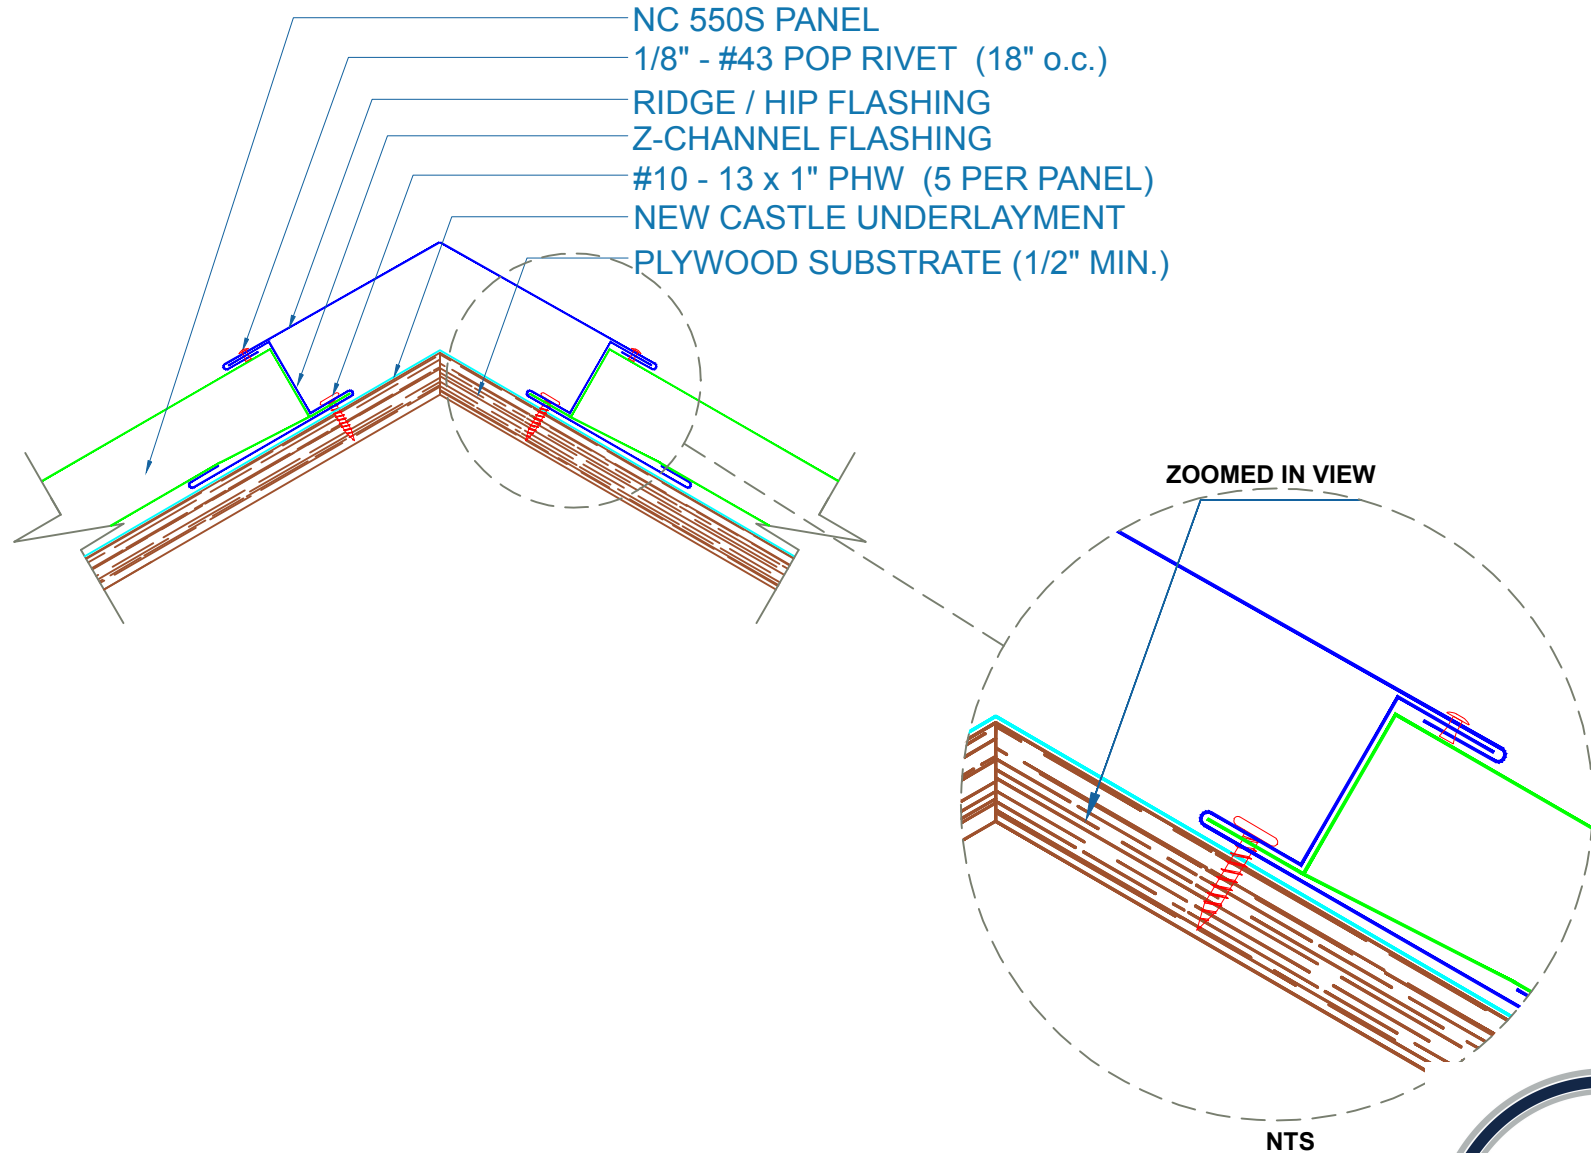 NC 550S PANEL
1/8" - #43 POP RIVET (18" o.c.)
RIDGE / HIP FLASHING
Z-CHANNEL FLASHING
#10 - 13 x 1" PHW (5 PER PANEL)
NEW CASTLE UNDERLAYMENT
PLYWOOD SUBSTRATE (1/2" MIN.)
ZOOMED IN VIEW
NTS